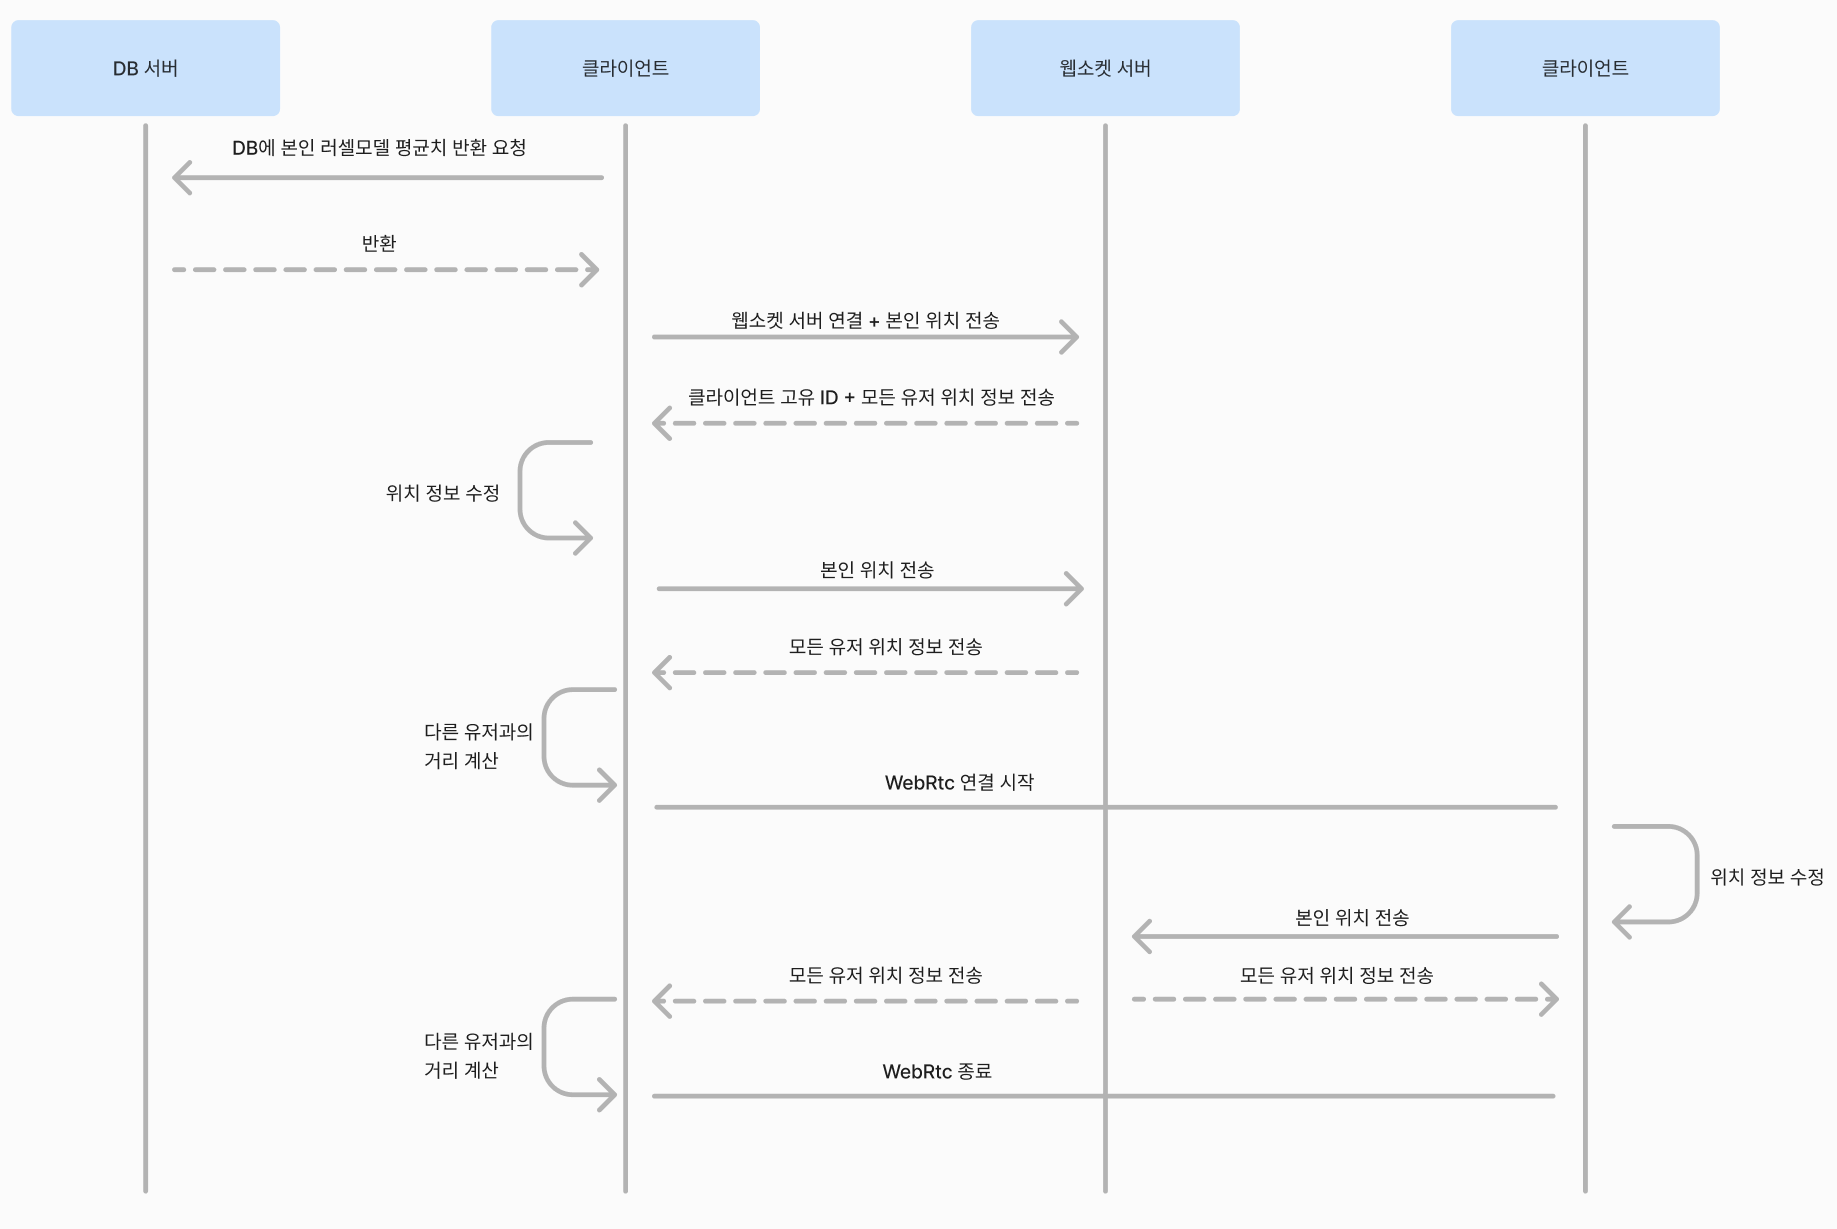 DB 서버
클라이언트
웹소켓 서버
클라이언트
DB에 본인 러셀모델 평균치 반환 요청
반환
웹소켓 서버 연결 + 본인 위치 전송
클라이언트 고유 ID + 모든 유저 위치 정보 전송
위치 정보 수정
본인 위치 전송
모든 유저 위치 정보 전송
다른 유저과의
거리 계산
WebRtc 연결 시작
위치 정보 수정
본인 위치 전송
모든 유저 위치 정보 전송
모든 유저 위치 정보 전송
다른 유저과의
거리 계산
WebRtc 종료